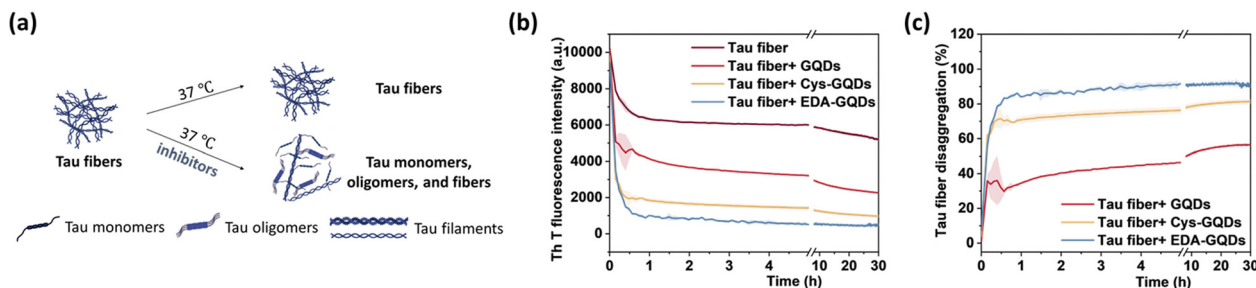 (a)
37 °C
Tau fibers
Tau fibers
37 °C
inhibitors
Tau monomers,
oligomers, and fibers
Tau monomers
Tau oligomers
Tau filaments
(b)
Th T fluorescence intensity (a.u.)
10000
8000
6000
4000
2000
0
Tau fiber
Tau fiber+ GQDs
Tau fiber+ Cys-GQDs
Tau fiber+ EDA-GQDs
0 1 2 3 4 10 20 30
Time (h)
(c)
Tau fiber disaggregation (%)
120
100
80
60
40
20
0
Tau fiber+ GQDs
Tau fiber+ Cys-GQDs
Tau fiber+ EDA-GQDs
0 1 2 3 4 10 20 30
Time (h)